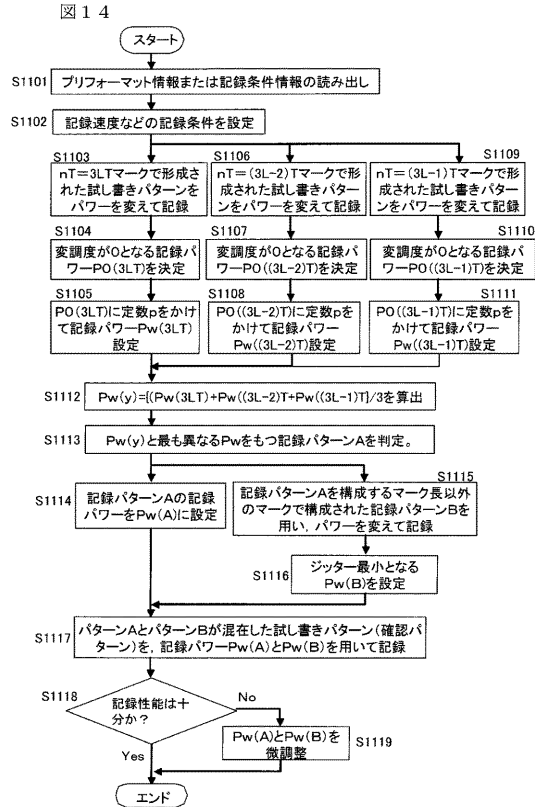 図14
スタート
S1101
プリフォーマット情報または記録条件情報の読み出し
S1102
記録速度などの記録条件を設定
S1103
nT=3LTマークで形成さ
れた試し書きパターンを
パワーを変えて記録
S1106
nT=(3L-2)Tマークで形
成された試し書きパター
ンをパワーを変えて記録
S1109
nT=(3L-1)Tマークで形
成された試し書きパター
ンをパワーを変えて記録
S1104
変調度が0となる記録パ
ワーP0(3LT)を決定
S1107
変調度が0となる記録パ
ワーP0((3L-2)T)を決定
S1110
変調度が0となる記録パ
ワーP0((3L-1)T)を決定
S1105
P0(3LT)に定数pをかけ
て記録パワーPw(3LT)
設定
S1108
P0((3L-2)T)に定数pを
かけて記録パワー
Pw((3L-2)T)設定
S1111
P0((3L-1)T)に定数pを
かけて記録パワー
Pw((3L-1)T)設定
S1112
Pw(y)=[(Pw(3LT)+Pw((3L-2)T+Pw((3L-1)T]/3を算出
S1113
Pw(y)と最も異なるPwをもつ記録パターンAを判定。
S1114
記録パターンAの記録
パワーをPw(A)に設定
S1115
記録パターンAを構成するマーク長以外
のマークで構成された記録パターンBを
用い,パワーを変えて記録
S1116
ジッター最小となる
Pw(B)を設定
S1117
パターンAとパターンBが混在した試し書きパターン(確認パ
ターン)を,記録パワーPw(A)とPw(B)を用いて記録
S1118
記録性能は十
分か?
No
Yes
Pw(A)とPw(B)を
微調整
S1119
エンド